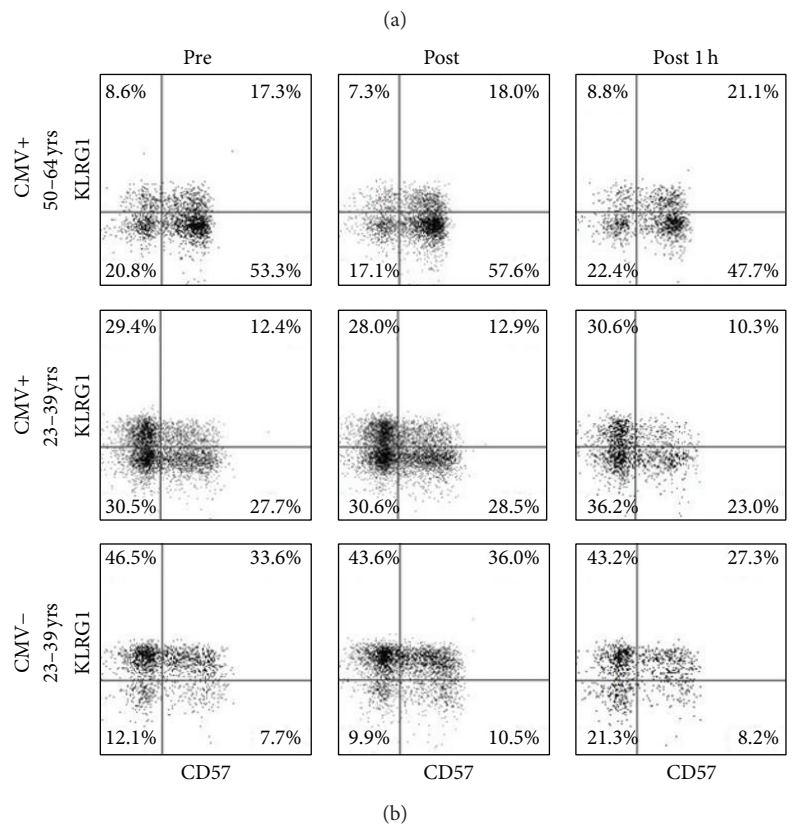 (a)
Pre Post Post 1 h
CMV+
50–64 yrs
KLRG1
8.6% 17.3% 7.3% 18.0% 8.8% 21.1%
20.8% 53.3% 17.1% 57.6% 22.4% 47.7%
CMV+
23–39 yrs
KLRG1
29.4% 12.4% 28.0% 12.9% 30.6% 10.3%
30.5% 27.7% 30.6% 28.5% 36.2% 23.0%
CMV−
23–39 yrs
KLRG1
46.5% 33.6% 43.6% 36.0% 43.2% 27.3%
12.1% 7.7% 9.9% 10.5% 21.3% 8.2%
CD57 CD57 CD57
(b)